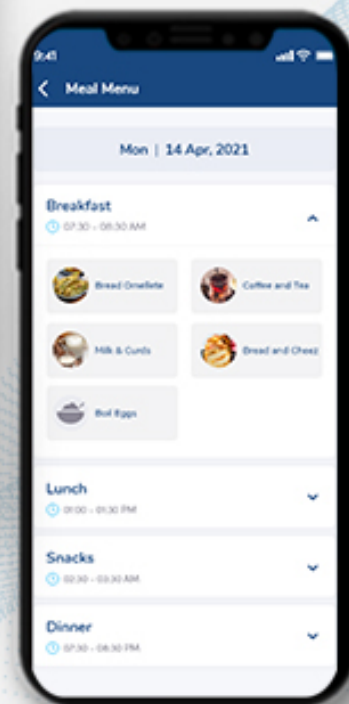 9:41
Meal Menu
Mon | 14 Apr, 2021
Breakfast
07:30 - 08:30 AM
Bread Omellete
Coffee and Tea
Milk & Curds
Bread and Cheez
Boil Eggs
Lunch
01:00 - 01:30 PM
Snacks
02:30 - 03:30 AM
Dinner
07:30 - 08:30 PM